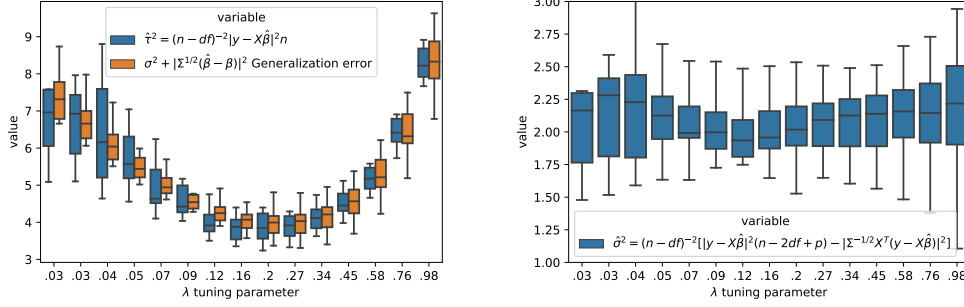 variable
τ̂² = (n − df)⁻²|y − Xβ̂|²n
σ² + |Σ^{1/2}(β̂ − β)|² Generalization error
9
8
7
6
5
4
3
value
.03 .03 .04 .05 .07 .09 .12 .16 .2 .27 .34 .45 .58 .76 .98
λ tuning parameter
3.00
2.75
2.50
2.25
2.00
1.75
1.50
1.25
1.00
value
variable
σ̂² = (n − df)⁻²[|y − Xβ̂|²(n − 2df + p) − |Σ^{−1/2}Xᵀ(y − Xβ̂)|²]
.03 .03 .04 .05 .07 .09 .12 .16 .2 .27 .34 .45 .58 .76 .98
λ tuning parameter